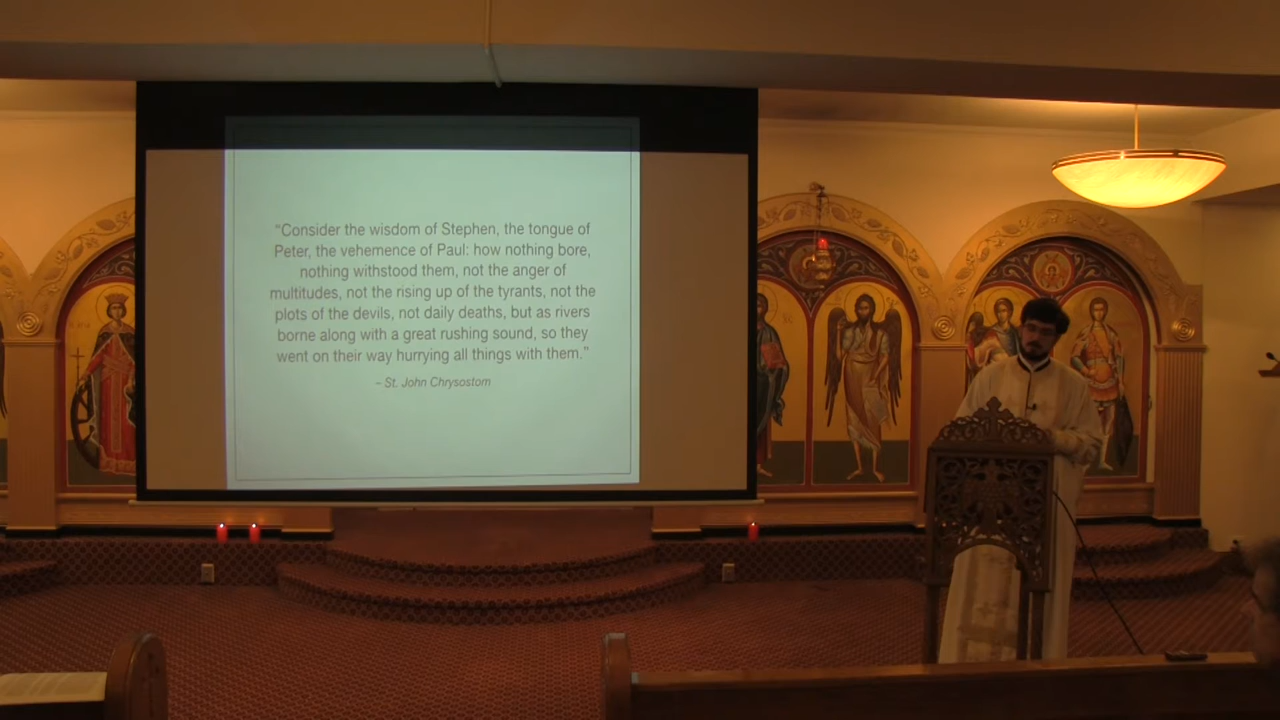 “Consider the wisdom of Stephen, the tongue of
Peter, the vehemence of Paul: how nothing bore,
nothing withstood them, not the anger of
multitudes, not the rising up of the tyrants, not the
plots of the devils, not daily deaths, but as rivers
borne along with a great rushing sound, so they
went on their way hurrying all things with them.”
– St. John Chrysostom